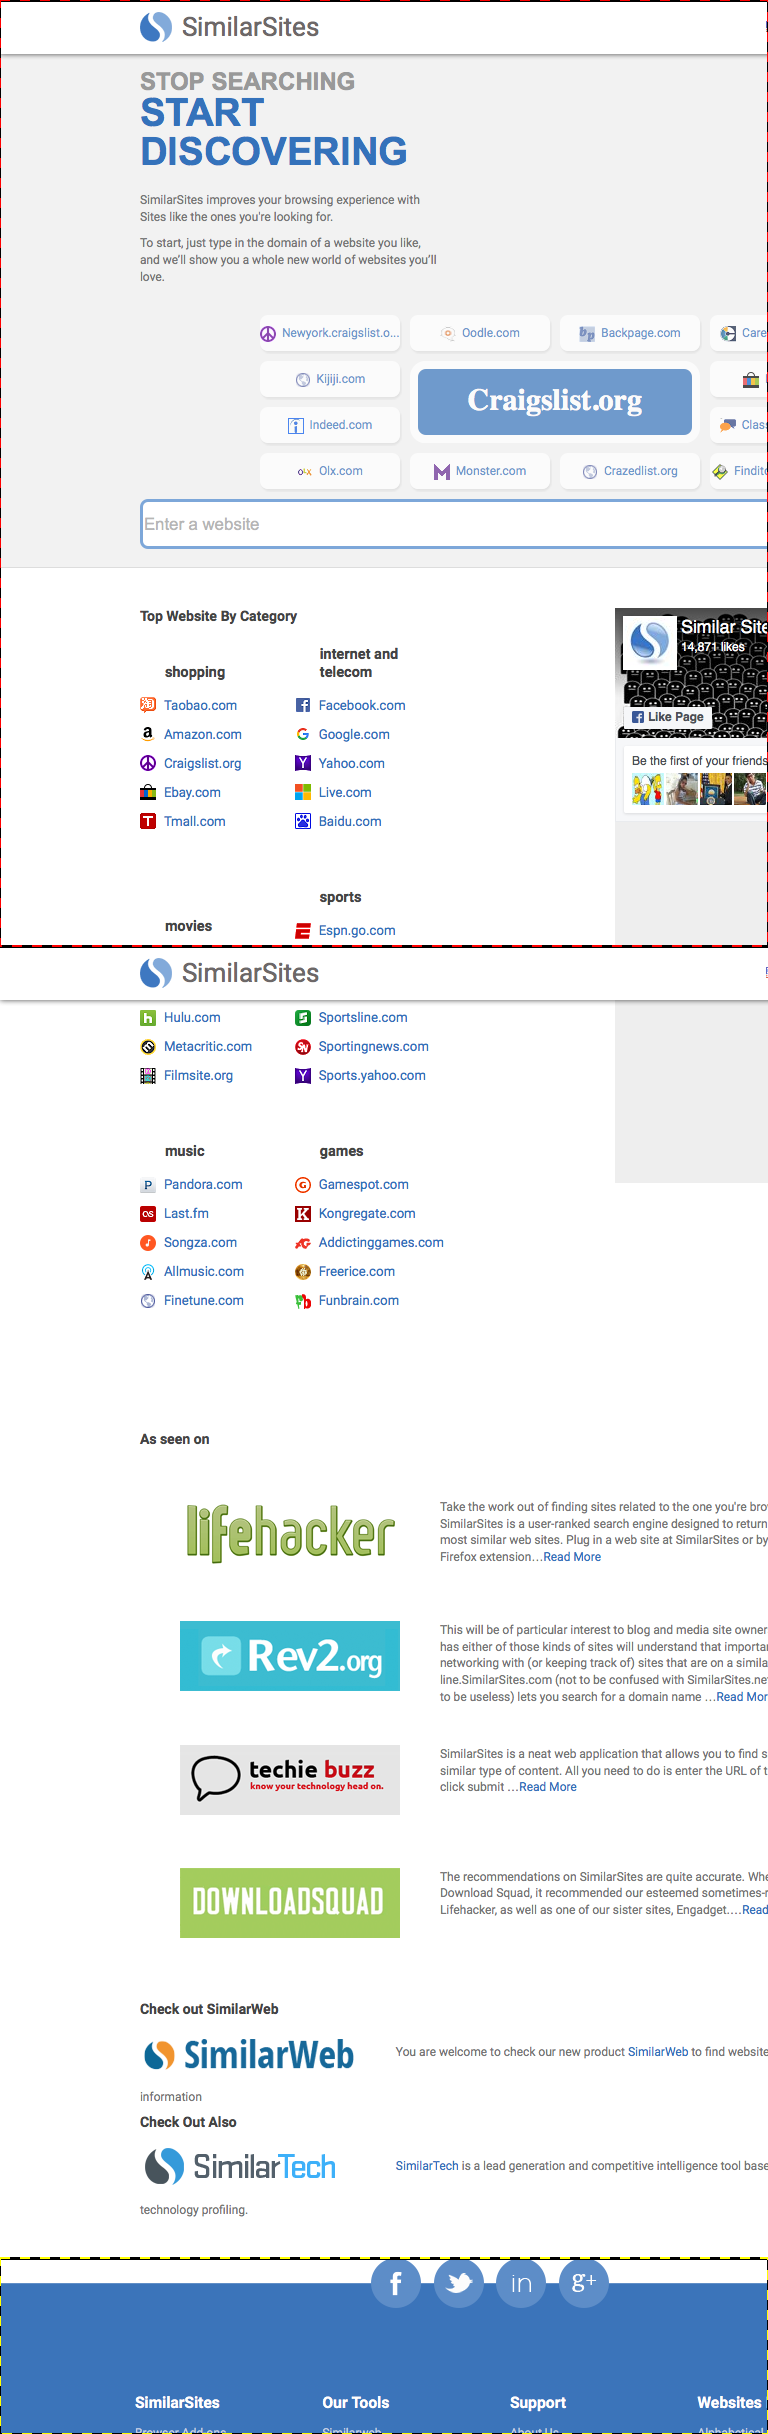 SimilarSites
STOP SEARCHING
START
DISCOVERING
SimilarSites improves your browsing experience with
Sites like the ones you're looking for.
To start, just type in the domain of a website you like,
and we'll show you a whole new world of websites you'll
love.
Newyork.craigslist.o... Oodle.com Backpage.com Care
Kijiji.com
Craigslist.org
Indeed.com Clas
Olx.com Monster.com Crazedlist.org Findit
Enter a website
Top Website By Category
shopping
Taobao.com
Amazon.com
Craigslist.org
Ebay.com
Tmall.com
internet and
telecom
Facebook.com
Google.com
Yahoo.com
Live.com
Baidu.com
Similar Site
14,871 likes
Like Page
Be the first of your friends
movies
sports
Espn.go.com
SimilarSites
Hulu.com
Metacritic.com
Filmsite.org
Sportsline.com
Sportingnews.com
Sports.yahoo.com
music
Pandora.com
Last.fm
Songza.com
Allmusic.com
Finetune.com
games
Gamespot.com
Kongregate.com
Addictinggames.com
Freerice.com
Funbrain.com
As seen on
lifehacker
Take the work out of finding sites related to the one you're bro
SimilarSites is a user-ranked search engine designed to return
most similar web sites. Plug in a web site at SimilarSites or by
Firefox extension...Read More
Rev2.org
This will be of particular interest to blog and media site owner
has either of those kinds of sites will understand that importa
networking with (or keeping track of) sites that are on a simila
line.SimilarSites.com (not to be confused with SimilarSites.ne
to be useless) lets you search for a domain name ...Read Mor
techie buzz
know your technology head on.
SimilarSites is a neat web application that allows you to find s
similar type of content. All you need to do is enter the URL of t
click submit ...Read More
DOWNLOADSQUAD
The recommendations on SimilarSites are quite accurate. Whe
Download Squad, it recommended our esteemed sometimes-r
Lifehacker, as well as one of our sister sites, Engadget....Read
Check out SimilarWeb
SimilarWeb
You are welcome to check our new product SimilarWeb to find website
information
Check Out Also
SimilarTech
SimilarTech is a lead generation and competitive intelligence tool base
technology profiling.
f in g+
SimilarSites Our Tools Support Websites
Browser Add-ons Similarweb About Us Alphabetical